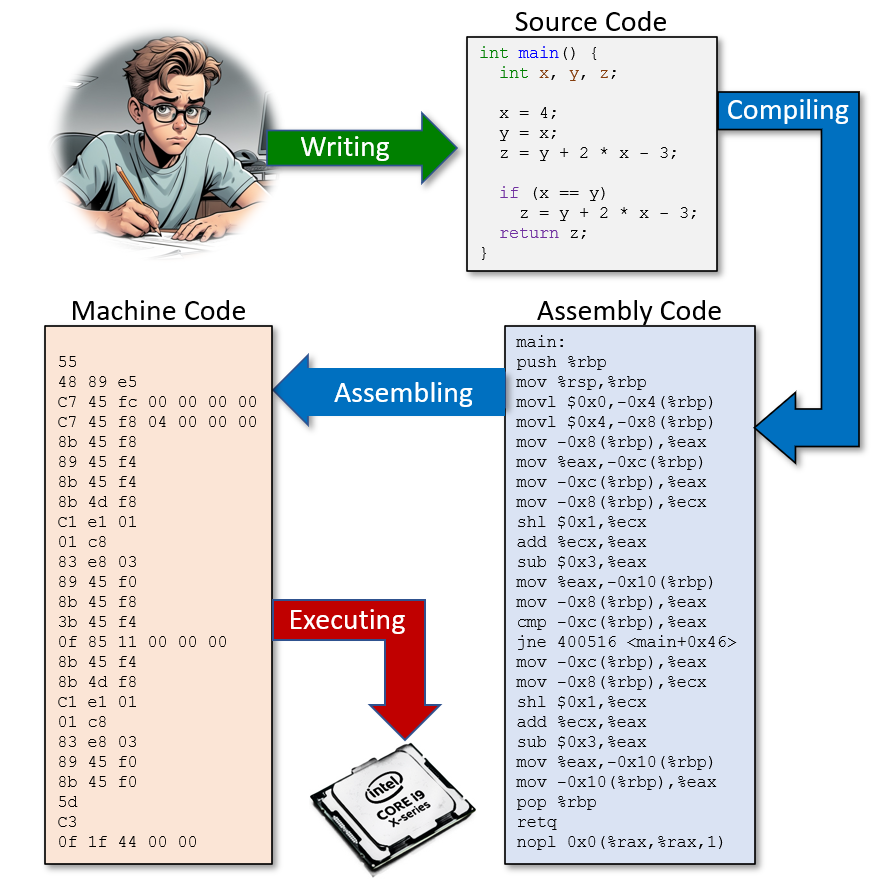 Source Code
int main() {
  int x, y, z;
  x = 4;
  y = x;
  z = y + 2 * x - 3;
  if (x == y)
    z = y + 2 * x - 3;
  return z;
}
Writing
Compiling
Assembly Code
main:
push %rbp
mov %rsp,%rbp
movl $0x0,-0x4(%rbp)
movl $0x4,-0x8(%rbp)
mov -0x8(%rbp),%eax
mov %eax,-0xc(%rbp)
mov -0xc(%rbp),%eax
mov -0x8(%rbp),%ecx
shl $0x1,%ecx
add %ecx,%eax
sub $0x3,%eax
mov %eax,-0x10(%rbp)
mov -0x8(%rbp),%eax
cmp -0xc(%rbp),%eax
jne 400516 <main+0x46>
mov -0xc(%rbp),%eax
mov -0x8(%rbp),%ecx
shl $0x1,%ecx
add %ecx,%eax
sub $0x3,%eax
mov %eax,-0x10(%rbp)
mov -0x10(%rbp),%eax
pop %rbp
retq
nopl 0x0(%rax,%rax,1)
Assembling
Machine Code
55
48 89 e5
C7 45 fc 00 00 00 00
C7 45 f8 04 00 00 00
8b 45 f8
89 45 f4
8b 45 f4
8b 4d f8
C1 e1 01
01 c8
83 e8 03
89 45 f0
8b 45 f8
3b 45 f4
0f 85 11 00 00 00
8b 45 f4
8b 4d f8
C1 e1 01
01 c8
83 e8 03
89 45 f0
8b 45 f0
5d
C3
0f 1f 44 00 00
Executing
intel
CORE i9
X-series